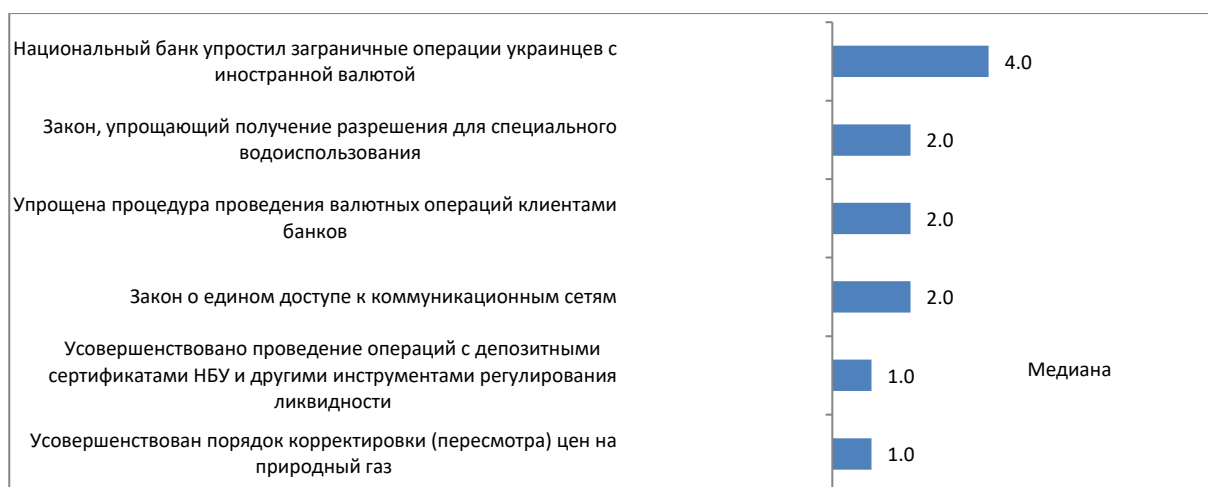 Национальный банк упростил заграничные операции украинцев с
иностранной валютой
4.0
Закон, упрощающий получение разрешения для специального
водоиспользования
2.0
Упрощена процедура проведения валютных операций клиентами
банков
2.0
Закон о едином доступе к коммуникационным сетям
2.0
Усовершенствовано проведение операций с депозитными
сертификатами НБУ и другими инструментами регулирования
ликвидности
1.0
Медиана
Усовершенствован порядок корректировки (пересмотра) цен на
природный газ
1.0